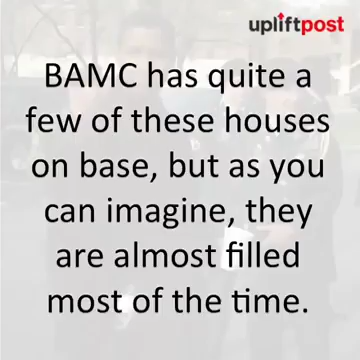 upliftpost
BAMC has quite a
few of these houses
on base, but as you
can imagine, they
are almost filled
most of the time.